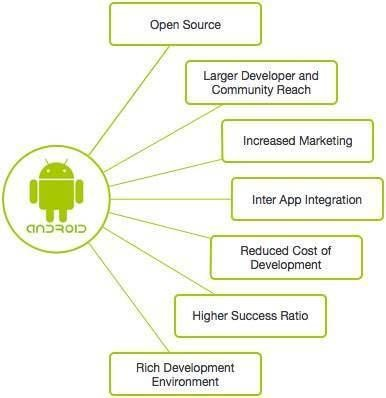 Open Source
Larger Developer and
Community Reach
Increased Marketing
Inter App Integration
ANDROID
Reduced Cost of
Development
Higher Success Ratio
Rich Development
Environment